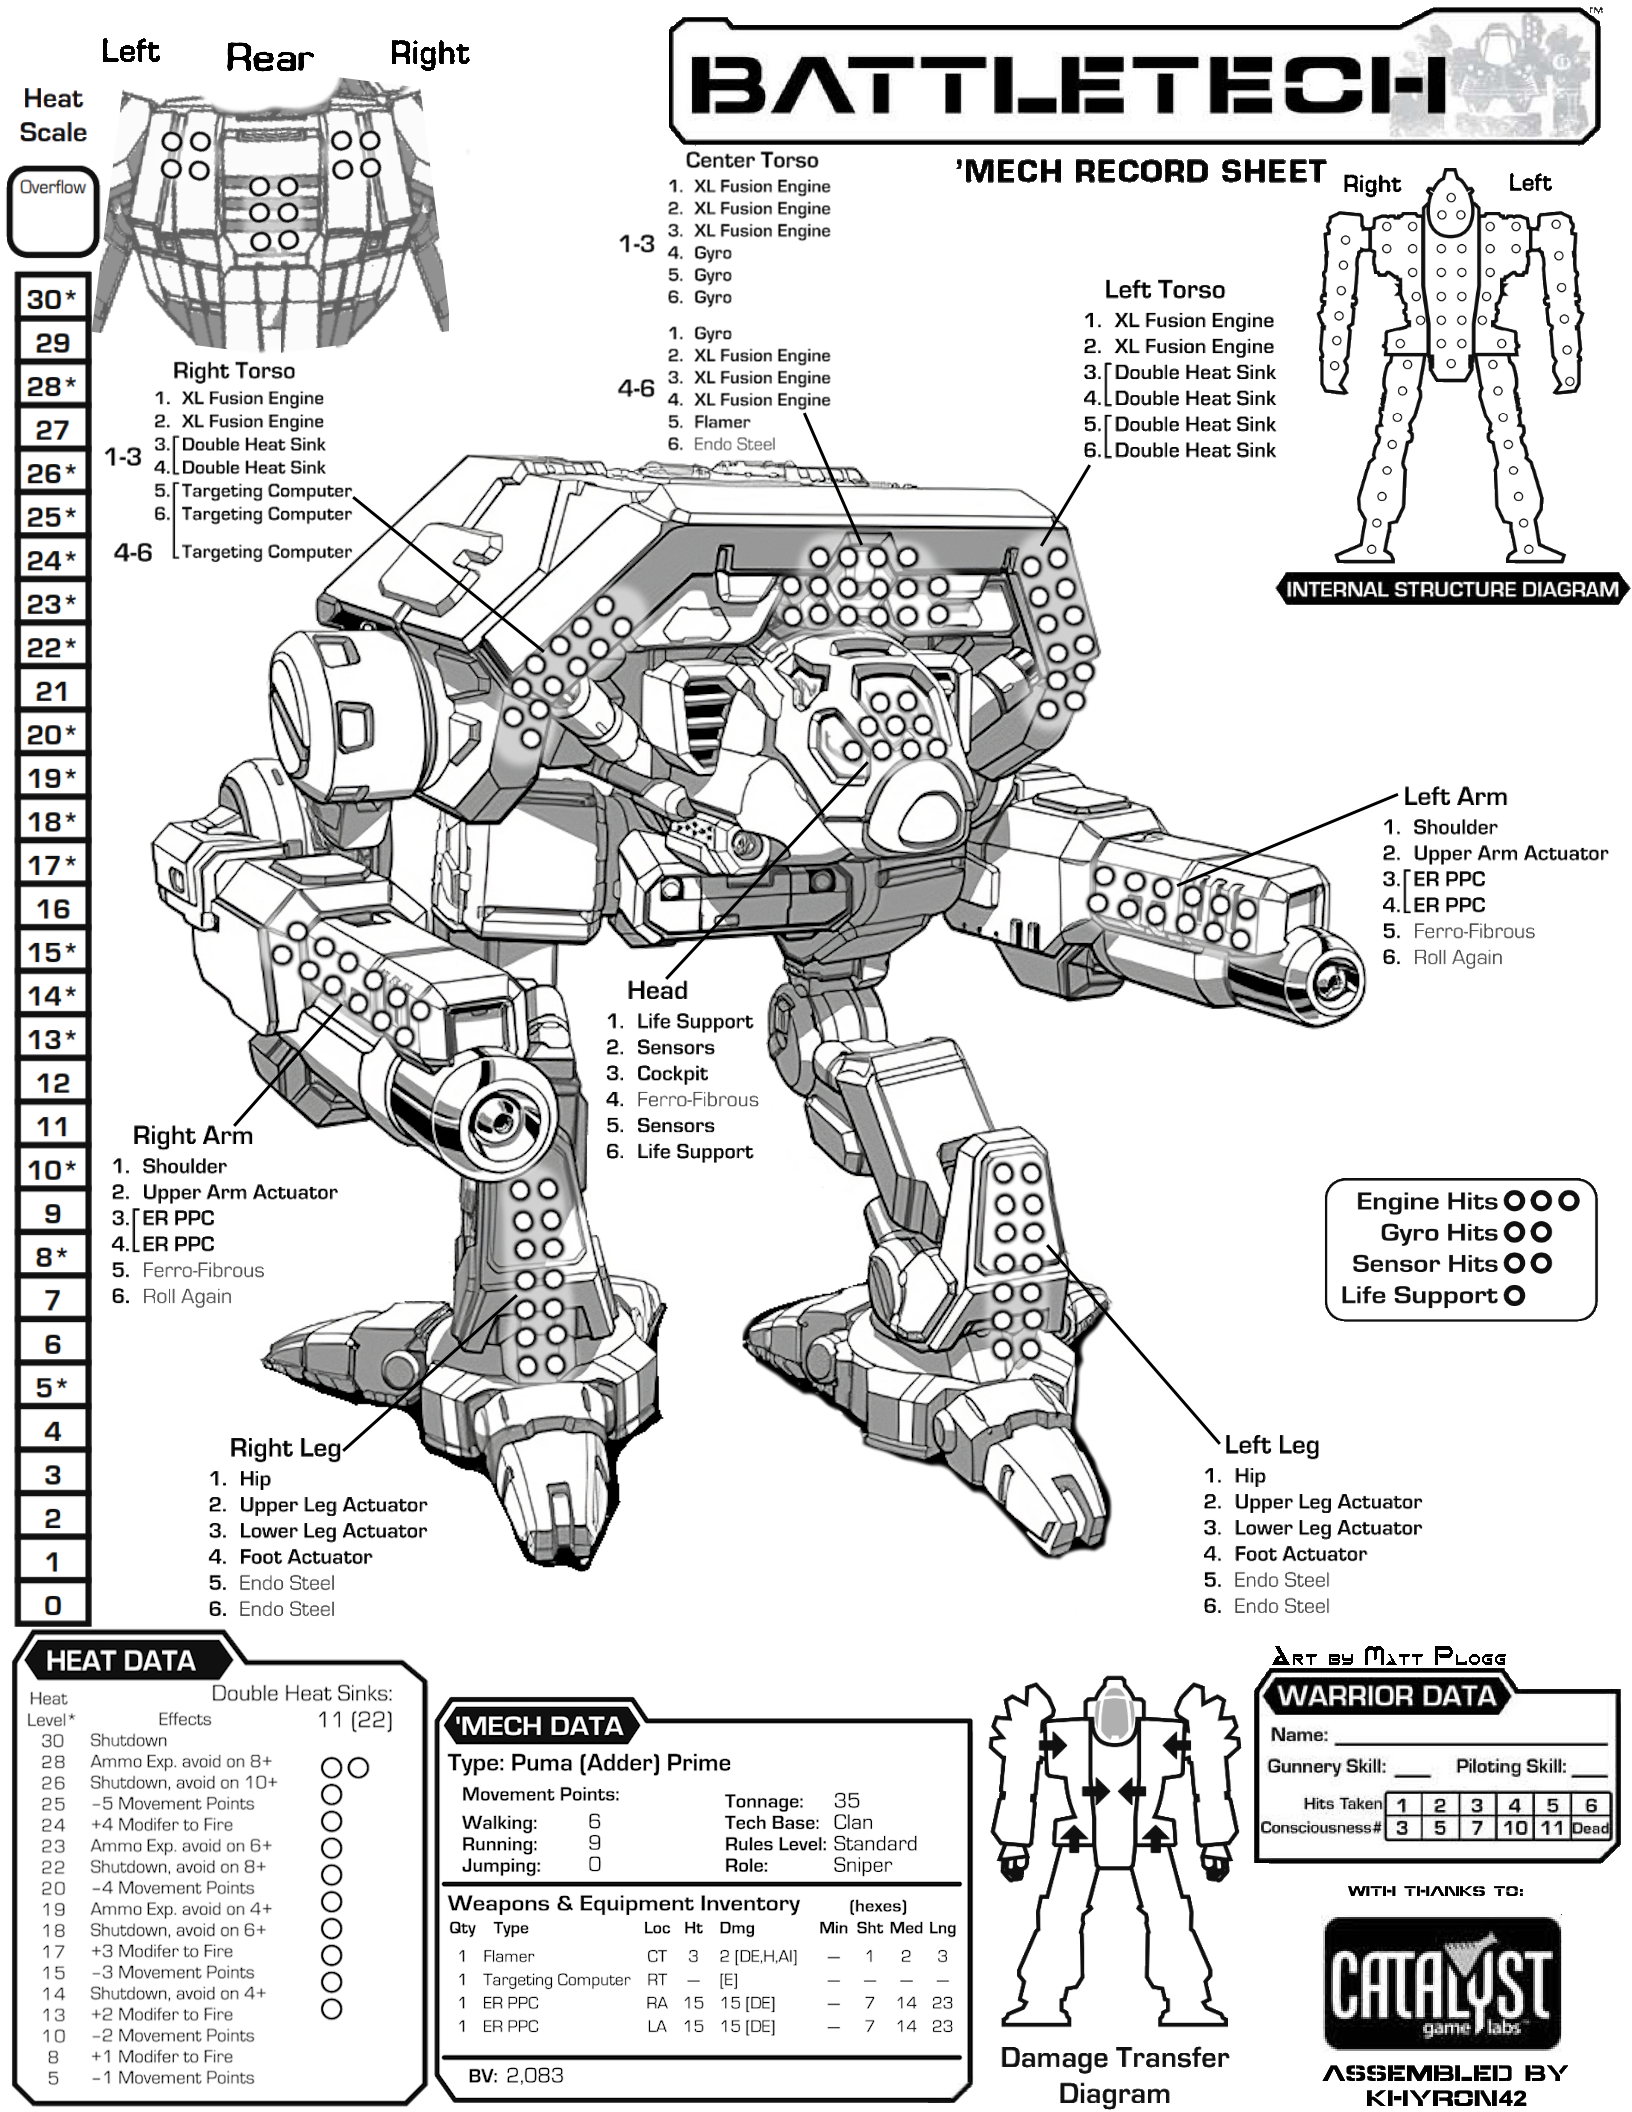 Left Rear Right
Heat
Scale
Overflow
30*
29
28*
27
26*
25*
24*
23*
22*
21
20*
19*
18*
17*
16
15*
14*
13*
12
11
10*
9
8*
7
6
5*
4
3
2
1
0
BATTLETECH
™
'MECH RECORD SHEET
Center Torso
1-3
1. XL Fusion Engine
2. XL Fusion Engine
3. XL Fusion Engine
4. Gyro
5. Gyro
6. Gyro
4-6
1. Gyro
2. XL Fusion Engine
3. XL Fusion Engine
4. XL Fusion Engine
5. Flamer
6. Endo Steel
Right Left
INTERNAL STRUCTURE DIAGRAM
Left Torso
1. XL Fusion Engine
2. XL Fusion Engine
3. Double Heat Sink
4. Double Heat Sink
5. Double Heat Sink
6. Double Heat Sink
Right Torso
1-3
1. XL Fusion Engine
2. XL Fusion Engine
3. Double Heat Sink
4. Double Heat Sink
5. Targeting Computer
6. Targeting Computer
4-6 Targeting Computer
Left Arm
1. Shoulder
2. Upper Arm Actuator
3. ER PPC
4. ER PPC
5. Ferro-Fibrous
6. Roll Again
Head
1. Life Support
2. Sensors
3. Cockpit
4. Ferro-Fibrous
5. Sensors
6. Life Support
Right Arm
1. Shoulder
2. Upper Arm Actuator
3. ER PPC
4. ER PPC
5. Ferro-Fibrous
6. Roll Again
Engine Hits
Gyro Hits
Sensor Hits
Life Support
Right Leg
1. Hip
2. Upper Leg Actuator
3. Lower Leg Actuator
4. Foot Actuator
5. Endo Steel
6. Endo Steel
Left Leg
1. Hip
2. Upper Leg Actuator
3. Lower Leg Actuator
4. Foot Actuator
5. Endo Steel
6. Endo Steel
HEAT DATA
Double Heat Sinks:
11 (22)
Heat
Level* Effects
30 Shutdown
28 Ammo Exp. avoid on 8+
26 Shutdown, avoid on 10+
25 -5 Movement Points
24 +4 Modifer to Fire
23 Ammo Exp. avoid on 6+
22 Shutdown, avoid on 8+
20 -4 Movement Points
19 Ammo Exp. avoid on 4+
18 Shutdown, avoid on 6+
17 +3 Modifer to Fire
15 -3 Movement Points
14 Shutdown, avoid on 4+
13 +2 Modifer to Fire
10 -2 Movement Points
8 +1 Modifer to Fire
5 -1 Movement Points
'MECH DATA
Type: Puma (Adder) Prime
Movement Points:
Walking: 6
Running: 9
Jumping: 0
Tonnage: 35
Tech Base: Clan
Rules Level: Standard
Role: Sniper
Weapons & Equipment Inventory (hexes)
Qty Type Loc Ht Dmg Min Sht Med Lng
1 Flamer CT 3 2 [DE,H,AI] — 1 2 3
1 Targeting Computer RT — [E] — — — —
1 ER PPC RA 15 15 [DE] — 7 14 23
1 ER PPC LA 15 15 [DE] — 7 14 23
BV: 2,083
Damage Transfer
Diagram
Art by Matt Plogg
WARRIOR DATA
Name:
Gunnery Skill: Piloting Skill:
Hits Taken 1 2 3 4 5 6
Consciousness# 3 5 7 10 11 Dead
WITH THANKS TO:
CATALYST
game labs™
ASSEMBLED BY
KHYRON42